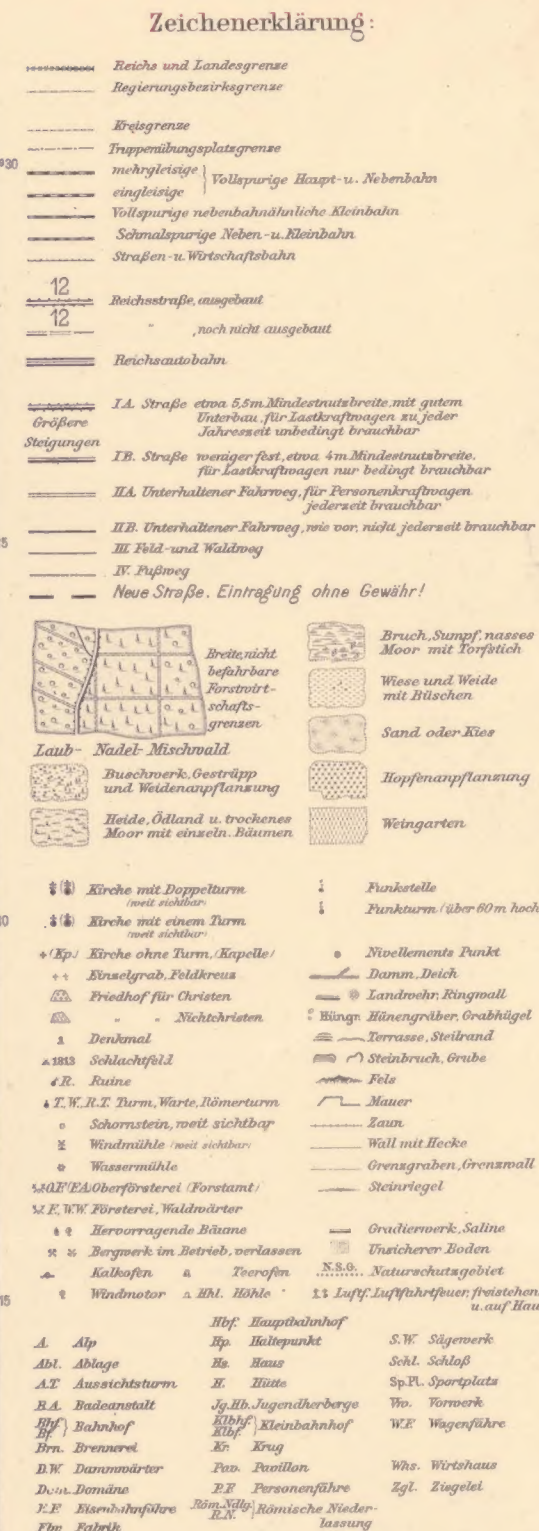 Zeichenerklärung:
Reichs und Landesgrenze
Regierungsbezirksgrenze
Kreisgrenze
Truppenübungsplatzgrenze
30
mehrgleisige } Vollspurige Haupt-u. Nebenbahn
eingleisige
Vollspurige nebenbahnähnliche Kleinbahn
Schmalspurige Neben-u. Kleinbahn
Straßen-u. Wirtschaftsbahn
12 Reichsstraße, ausgebaut
12 " , noch nicht ausgebaut
Reichsautobahn
Größere Steigungen
I A. Straße etwa 5,5m Mindestnutzbreite, mit gutem
Unterbau, für Lastkraftwagen zu jeder
Jahreszeit unbedingt brauchbar
I B. Straße weniger fest, etwa 4m Mindestnutzbreite,
für Lastkraftwagen nur bedingt brauchbar
II A. Unterhaltener Fahrweg, für Personenkraftwagen
jederzeit brauchbar
II B. Unterhaltener Fahrweg, wie vor, nicht jederzeit brauchbar
5
III Feld-und Waldweg
IV. Fußweg
Neue Straße. Eintragung ohne Gewähr!
Breite, nicht
befahrbare
Forstwirt-
schafts-
grenzen
Laub- Nadel- Mischwald
Buschwerk, Gestrüpp
und Weidenanpflanzung
Heide, Ödland u. trockenes
Moor mit einzeln. Bäumen
Bruch, Sumpf, nasses
Moor mit Torfstich
Wiese und Weide
mit Büschen
Sand oder Kies
Hopfenanpflanzung
Weingarten
Kirche mit Doppelturm
(weit sichtbar)
10
Kirche mit einem Turm
(weit sichtbar)
(Kp.) Kirche ohne Turm, (Kapelle)
Einzelgrab, Feldkreuz
Friedhof für Christen
" " Nichtchristen
Denkmal
1813 Schlachtfeld
R. Ruine
T., W., R.T. Turm, Warte, Römerturm
Schornstein, weit sichtbar
Windmühle (weit sichtbar)
Wassermühle
O.F. (F.A.) Oberförsterei (Forstamt)
F., W.W. Försterei, Waldwärter
Hervorragende Bäume
Bergwerk im Betrieb, verlassen
Kalkofen Teerofen
15
Windmotor Hhl. Höhle
Funkstelle
Funkturm (über 60m hoch
Nivellements Punkt
Damm, Deich
Landwehr, Ringwall
Hüngr. Hünengräber, Grabhügel
Terrasse, Steilrand
Steinbruch, Grube
Fels
Mauer
Zaun
Wall mit Hecke
Grenzgraben, Grenzwall
Steinriegel
Gradierwerk, Saline
Unsicherer Boden
N.S.G. Naturschutzgebiet
Luftf. Luftfahrtfeuer, freistehen
u. auf Hau
A. Alp
Abl. Ablage
A.T. Aussichtsturm
B.A. Badeanstalt
Bhf. Bf. } Bahnhof
Brn. Brennerei
D.W. Dammwärter
Dom. Domäne
E.F. Eisenbahnfähre
Fbr. Fabrik
Hbf. Hauptbahnhof
Hp. Haltepunkt
Hs. Haus
H. Hütte
Jg.Hb. Jugendherberge
Klbhf. Klbf. } Kleinbahnhof
Kr. Krug
Pav. Pavillon
P.F. Personenfähre
Röm. Ndlg. R.N. } Römische Nieder-
lassung
S.W. Sägewerk
Schl. Schloß
Sp.Pl. Sportplatz
Vw. Vorwerk
W.F. Wagenfähre
Whs. Wirtshaus
Zgl. Ziegelei